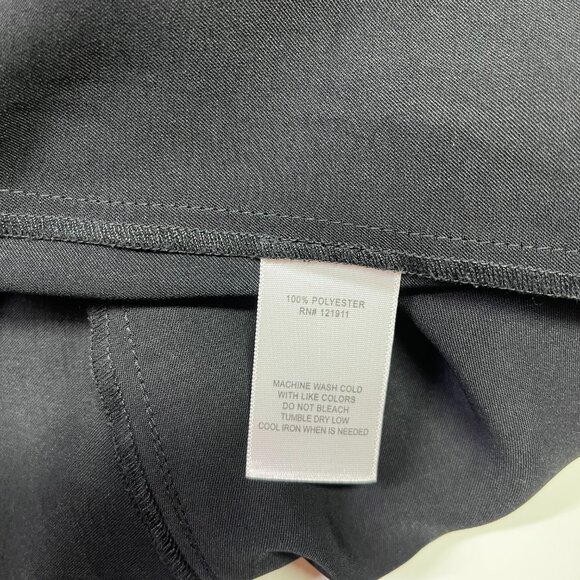 100% POLYESTER
RN# 121911
MACHINE WASH COLD
WITH LIKE COLORS
DO NOT BLEACH
TUMBLE DRY LOW
COOL IRON WHEN IS NEEDED